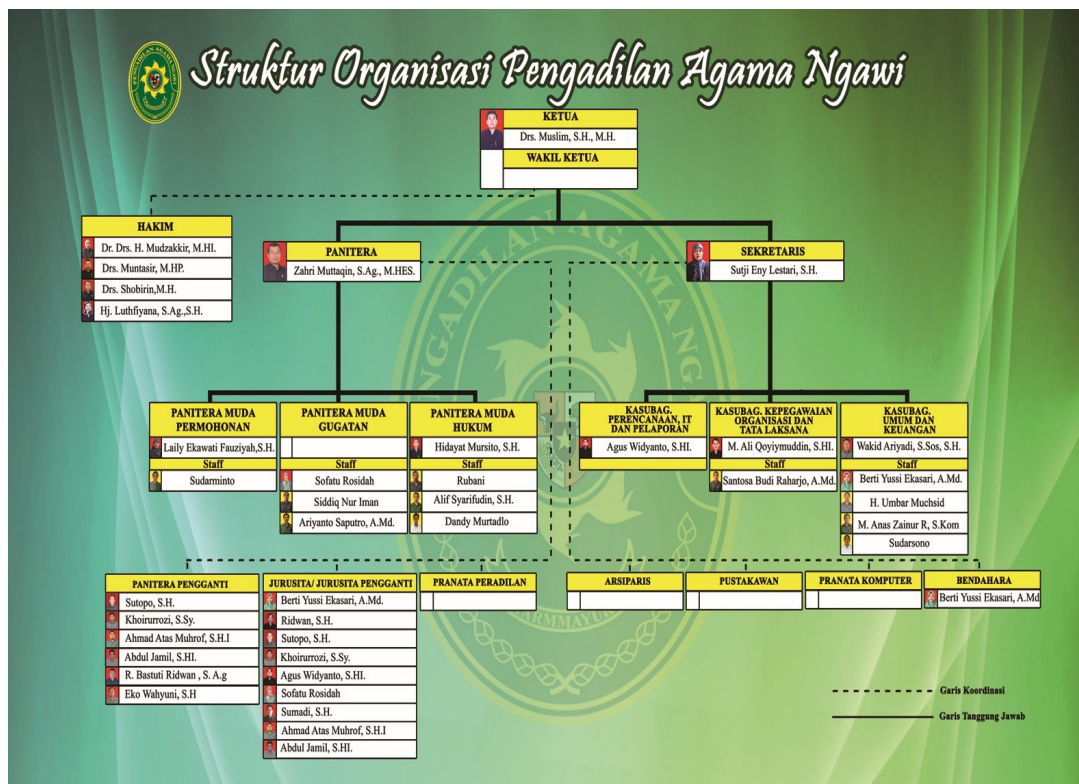 Struktur Organisasi Pengadilan Agama Ngawi
PENGADILAN AGAMA NGAWI
KETUA
Drs. Muslim, S.H., M.H.
WAKIL KETUA
HAKIM
Dr. Drs. H. Mudzakkir, M.HI.
Drs. Muntasir, M.HP.
Drs. Shobirin,M.H.
Hj. Luthfiyana, S.Ag.,S.H.
PANITERA
Zahri Muttaqin, S.Ag., M.HES.
SEKRETARIS
Sutji Eny Lestari, S.H.
PANITERA MUDA
PERMOHONAN
Laily Ekawati Fauziyah,S.H.
Staff
Sudarminto
PANITERA MUDA
GUGATAN
Staff
Sofatu Rosidah
Siddiq Nur Iman
Ariyanto Saputro, A.Md.
PANITERA MUDA
HUKUM
Hidayat Mursito, S.H.
Staff
Rubani
Alif Syarifudin, S.H.
Dandy Murtadlo
KASUBAG.
PERENCANAAN, IT
DAN PELAPORAN
Agus Widyanto, S.HI.
KASUBAG. KEPEGAWAIAN
ORGANISASI DAN
TATA LAKSANA
M. Ali Qoyiymuddin, S.HI.
Staff
Santosa Budi Raharjo, A.Md.
KASUBAG.
UMUM DAN
KEUANGAN
Wakid Ariyadi, S.Sos, S.H.
Staff
Berti Yussi Ekasari, A.Md.
H. Umbar Muchsid
M. Anas Zainur R, S.Kom
Sudarsono
PANITERA PENGGANTI
Sutopo, S.H.
Khoirurrozi, S.Sy.
Ahmad Atas Muhrof, S.H.I
Abdul Jamil, S.HI.
R. Bastuti Ridwan , S. A.g
Eko Wahyuni, S.H
JURUSITA/ JURUSITA PENGGANTI
Berti Yussi Ekasari, A.Md.
Ridwan, S.H.
Sutopo, S.H.
Khoirurrozi, S.Sy.
Agus Widyanto, S.HI.
Sofatu Rosidah
Sumadi, S.H.
Ahmad Atas Muhrof, S.H.I
Abdul Jamil, S.HI.
PRANATA PERADILAN
ARSIPARIS
PUSTAKAWAN
PRANATA KOMPUTER
BENDAHARA
Berti Yussi Ekasari, A.Md
Garis Koordinasi
Garis Tanggung Jawab